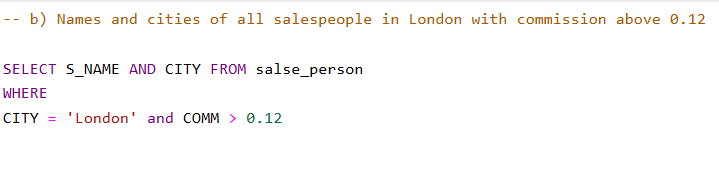 -- b) Names and cities of all salespeople in London with commission above 0.12
SELECT S_NAME AND CITY FROM salse_person
WHERE
CITY = 'London' and COMM > 0.12